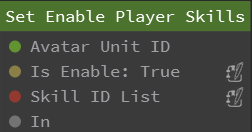 Set Enable Player Skills
Avatar Unit ID
Is Enable: True
Skill ID List
In